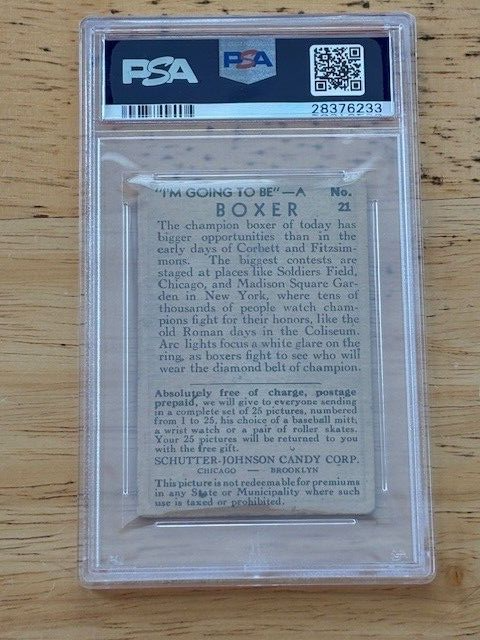 PSA
PSA
28376233
"I'M GOING TO BE"—A No.
BOXER 21
The champion boxer of today has
bigger opportunities than in the
early days of Corbett and Fitzsim-
mons. The biggest contests are
staged at places like Soldiers Field,
Chicago, and Madison Square Gar-
den in New York, where tens of
thousands of people watch cham-
pions fight for their honors, like the
old Roman days in the Coliseum.
Arc lights focus a white glare on the
ring, as boxers fight to see who will
wear the diamond belt of champion.
Absolutely free of charge, postage
prepaid, we will give to everyone sending
in a complete set of 25 pictures, numbered
from 1 to 25, his choice of a baseball mitt,
a wrist watch or a pair of roller skates.
Your 25 pictures will be returned to you
with the free gift.
SCHUTTER-JOHNSON CANDY CORP.
CHICAGO — BROOKLYN
This picture is not redeemable for premiums
in any State or Municipality where such
use is taxed or prohibited.